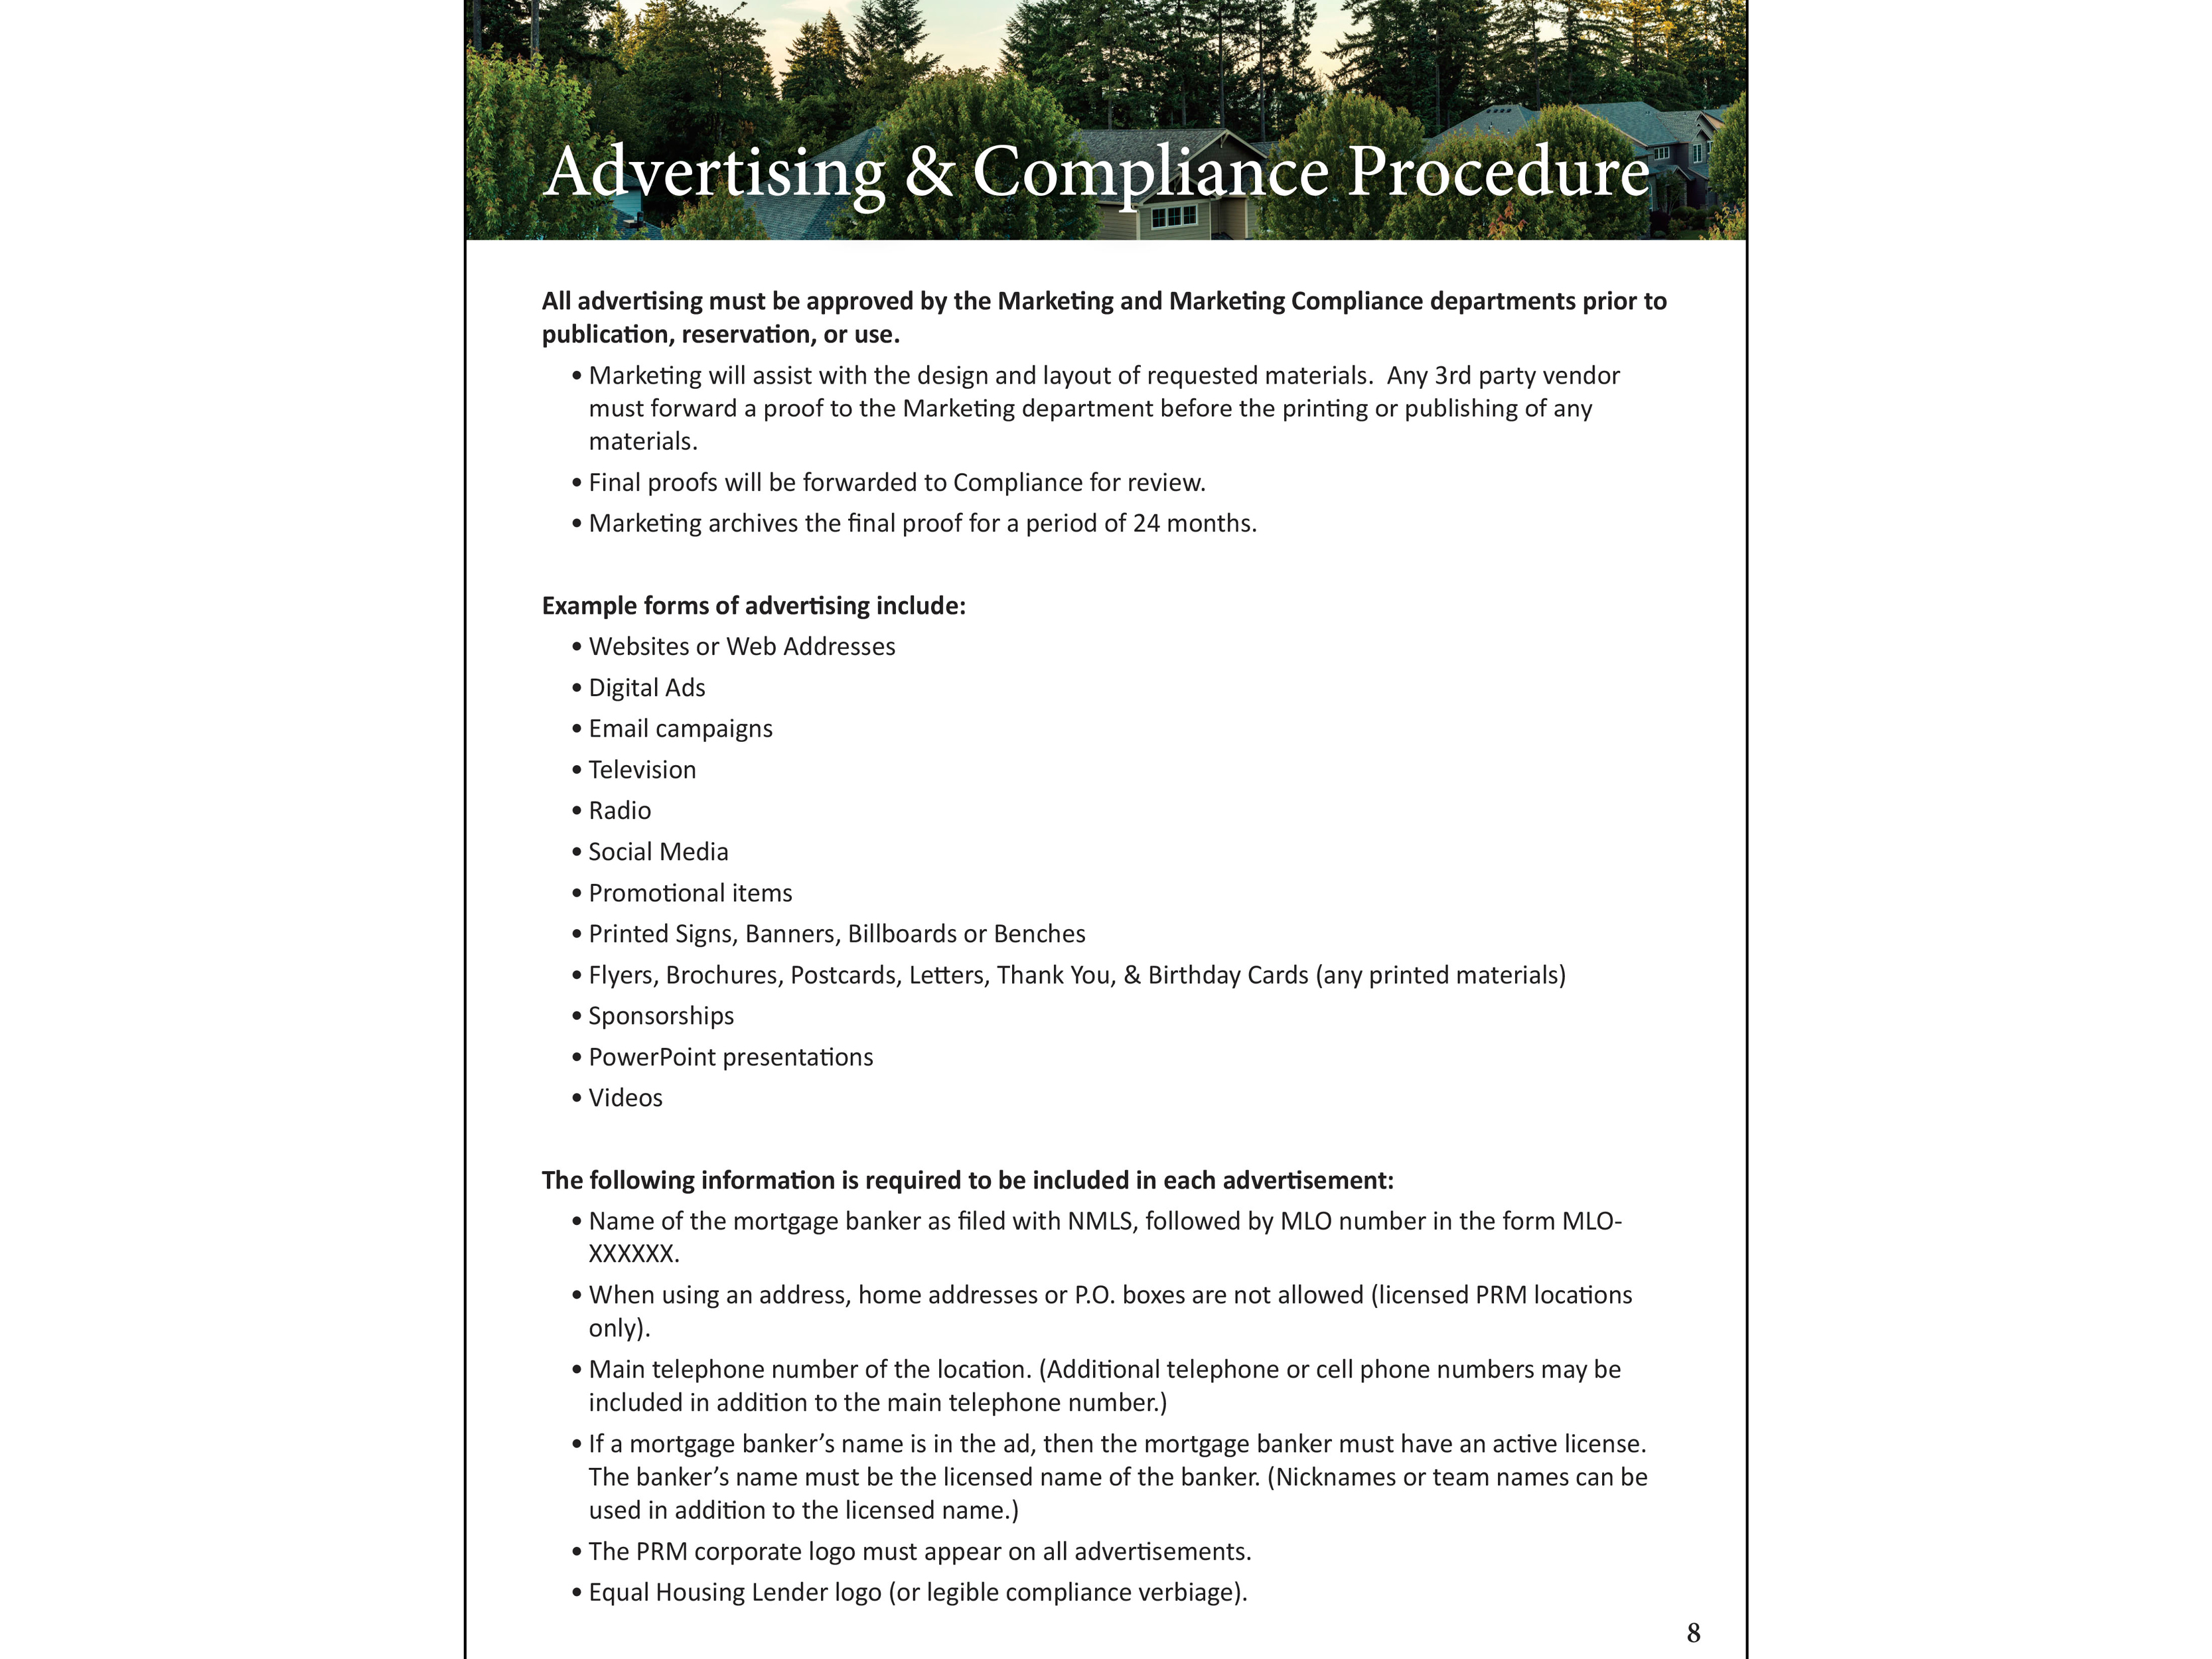 Advertising & Compliance Procedure
All advertising must be approved by the Marketing and Marketing Compliance departments prior to
publication, reservation, or use.
• Marketing will assist with the design and layout of requested materials.  Any 3rd party vendor
must forward a proof to the Marketing department before the printing or publishing of any
materials.
• Final proofs will be forwarded to Compliance for review.
• Marketing archives the final proof for a period of 24 months.
Example forms of advertising include:
• Websites or Web Addresses
• Digital Ads
• Email campaigns
• Television
• Radio
• Social Media
• Promotional items
• Printed Signs, Banners, Billboards or Benches
• Flyers, Brochures, Postcards, Letters, Thank You, & Birthday Cards (any printed materials)
• Sponsorships
• PowerPoint presentations
• Videos
The following information is required to be included in each advertisement:
• Name of the mortgage banker as filed with NMLS, followed by MLO number in the form MLO-
XXXXXX.
• When using an address, home addresses or P.O. boxes are not allowed (licensed PRM locations
only).
• Main telephone number of the location. (Additional telephone or cell phone numbers may be
included in addition to the main telephone number.)
• If a mortgage banker’s name is in the ad, then the mortgage banker must have an active license.
The banker’s name must be the licensed name of the banker. (Nicknames or team names can be
used in addition to the licensed name.)
• The PRM corporate logo must appear on all advertisements.
• Equal Housing Lender logo (or legible compliance verbiage).
8